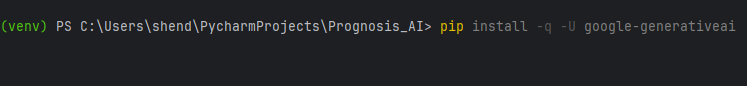 (venv) PS C:\Users\shend\PycharmProjects\Prognosis_AI> pip install -q -U google-generativeai